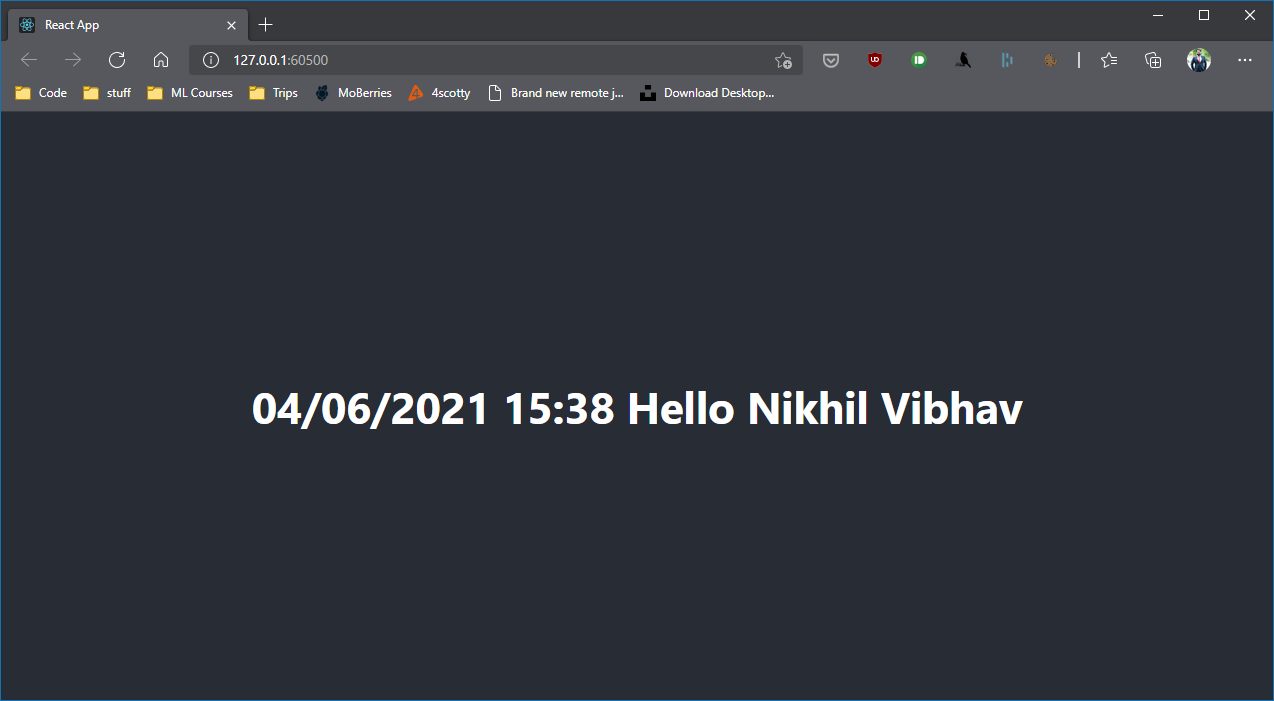 React App
127.0.0.1:60500
Code stuff ML Courses Trips MoBerries 4scotty Brand new remote j... Download Desktop...
04/06/2021 15:38 Hello Nikhil Vibhav